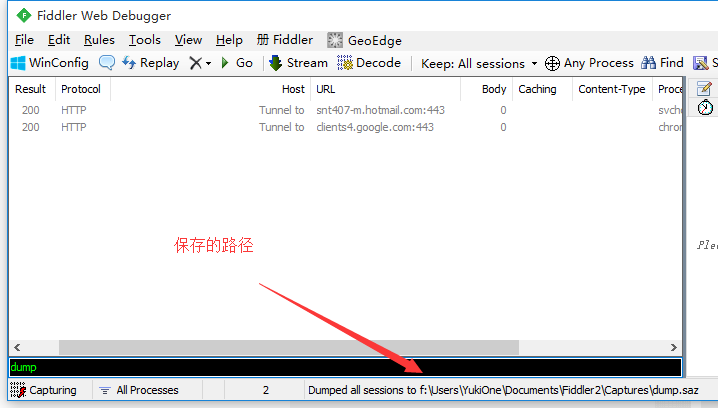 Fiddler Web Debugger
File Edit Rules Tools View Help 册 Fiddler GeoEdge
WinConfig Replay Go Stream Decode Keep: All sessions Any Process Find S
Result Protocol Host URL Body Caching Content-Type Proce
200 HTTP Tunnel to snt407-m.hotmail.com:443 0 svche
200 HTTP Tunnel to clients4.google.com:443 0 chron
保存的路径
Plea
dump
Capturing All Processes 2 Dumped all sessions to f:\Users\YukiOne\Documents\Fiddler2\Captures\dump.saz